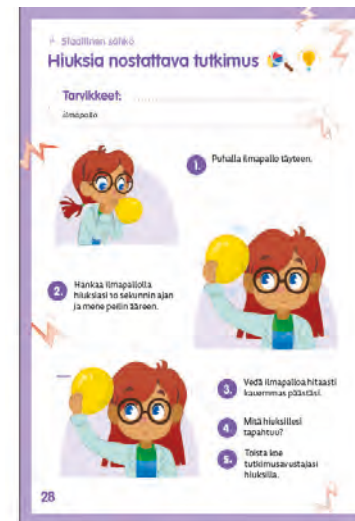 Staattinen sähkö
Hiuksia nostattava tutkimus
Tarvikkeet:
ilmapallo
1.
Puhalla ilmapallo täyteen.
2.
Hankaa ilmapallolla
hiuksiasi 10 sekunnin ajan
ja mene peilin ääreen.
3.
Vedä ilmapalloa hitaasti
kauemmas päästäsi.
4.
Mitä hiuksillesi
tapahtuu?
5.
Toista koe
tutkimusavustajasi
hiuksilla.
28